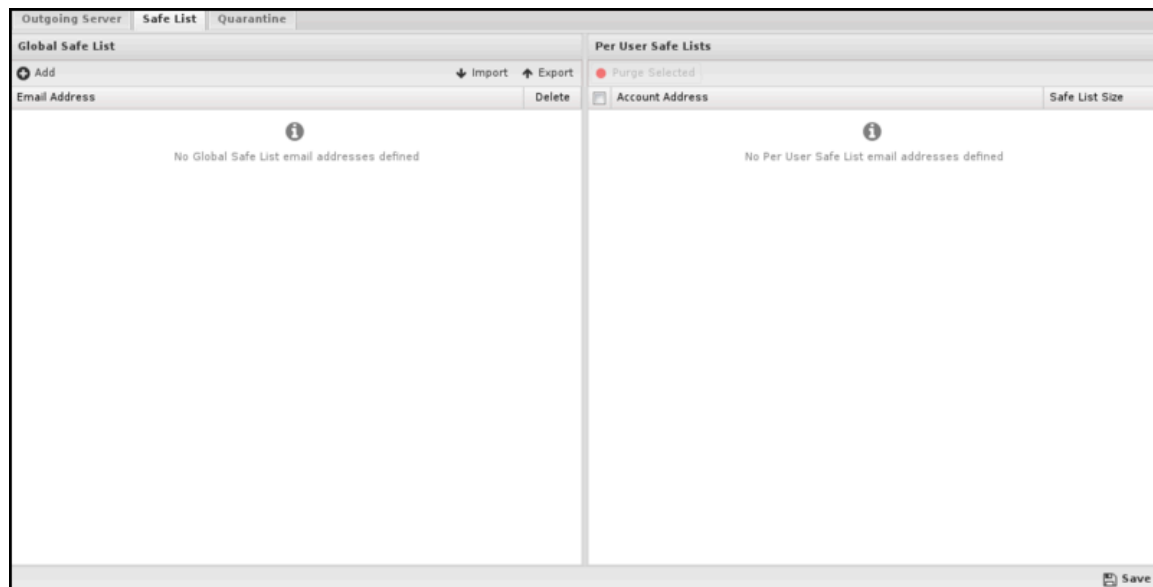 Outgoing Server Safe List Quarantine
Global Safe List
Add Import Export
Email Address Delete
No Global Safe List email addresses defined
Per User Safe Lists
Purge Selected
Account Address Safe List Size
No Per User Safe List email addresses defined
Save